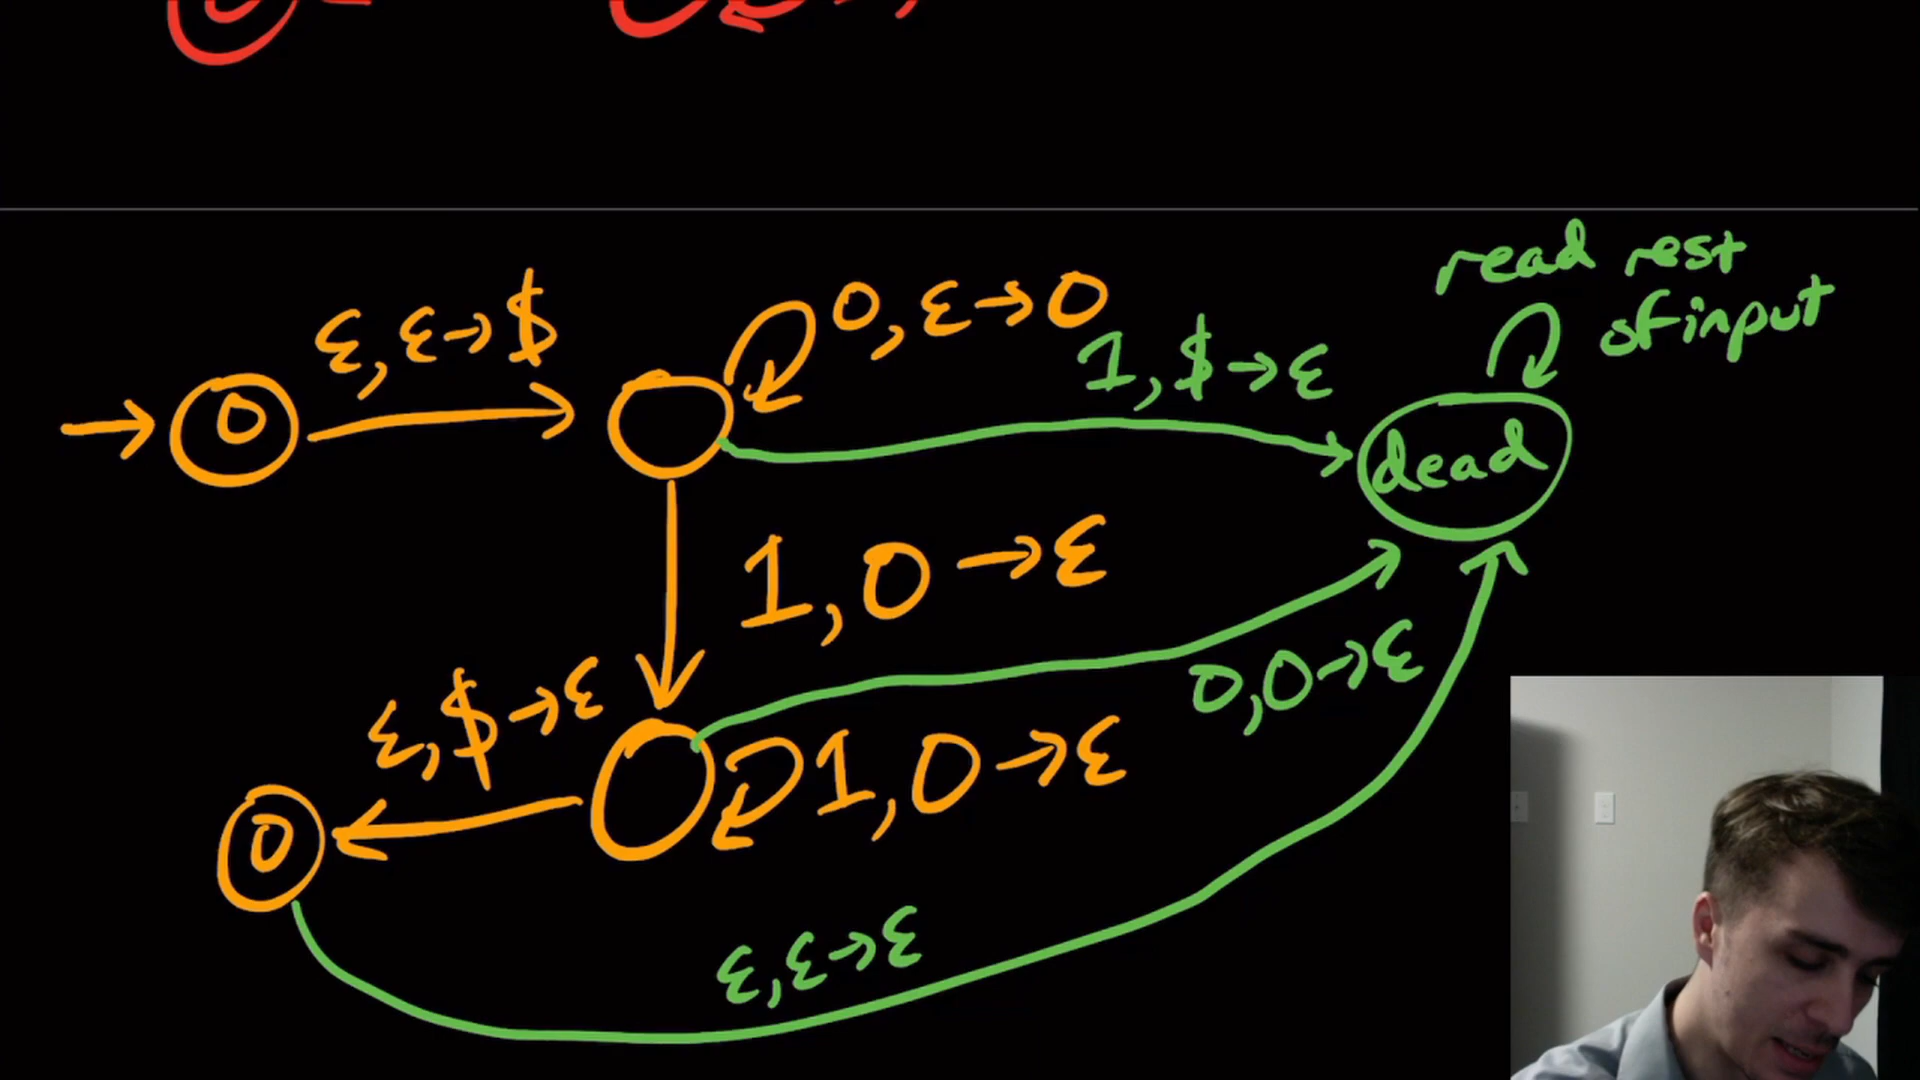 ε,ε→$
0,ε→0
1,$→ε
read rest
of input
dead
1,0→ε
ε,$→ε
1,0→ε
0,0→ε
ε,ε→ε